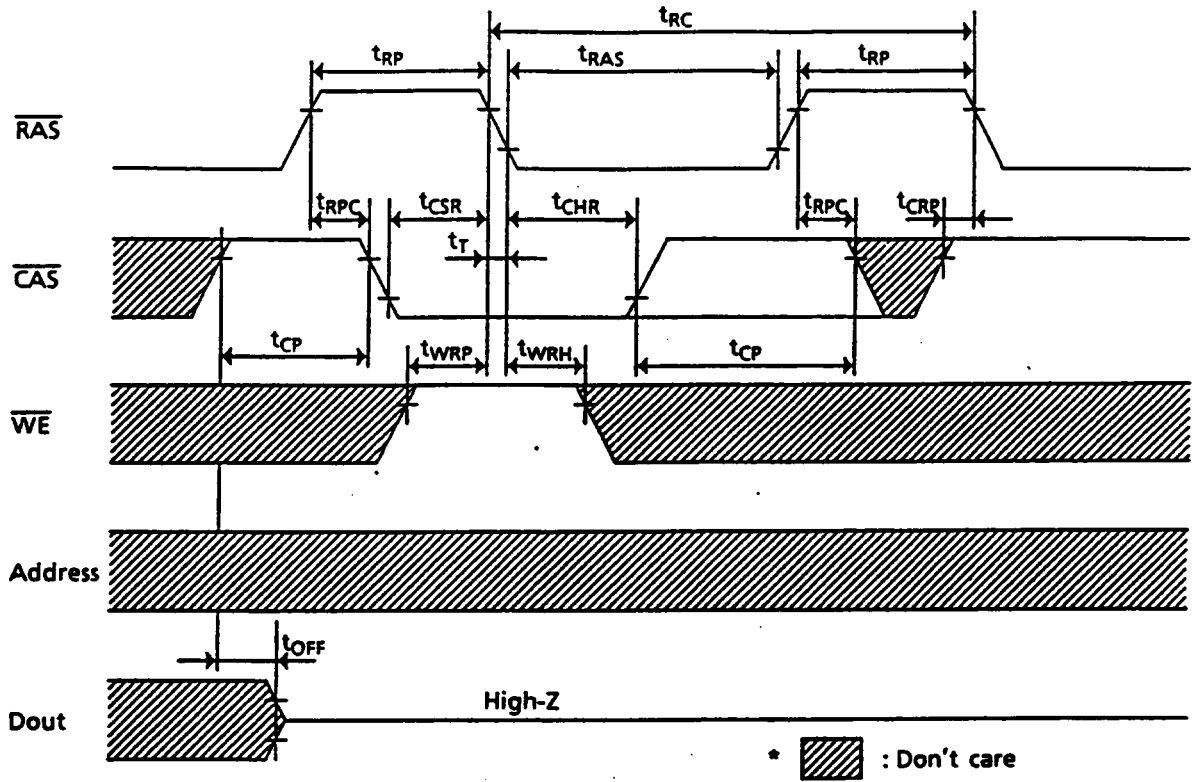 tRC
tRP
tRAS
tRP
RAS
tRPC
tCSR
tCHR
tRPC
tCRP
tT
CAS
tCP
tWRP
tWRH
tCP
WE
Address
tOFF
High-Z
Dout
* : Don't care